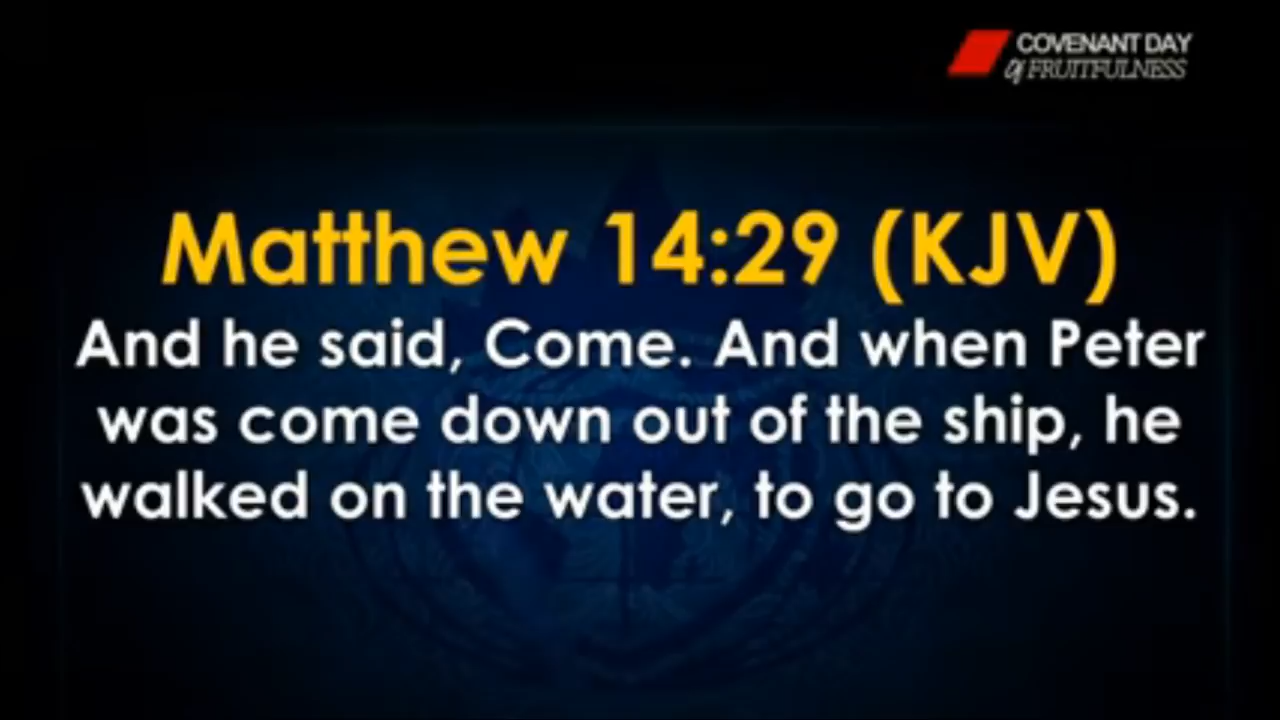 COVENANT DAY
of FRUITFULNESS
Matthew 14:29 (KJV)
And he said, Come. And when Peter
was come down out of the ship, he
walked on the water, to go to Jesus.